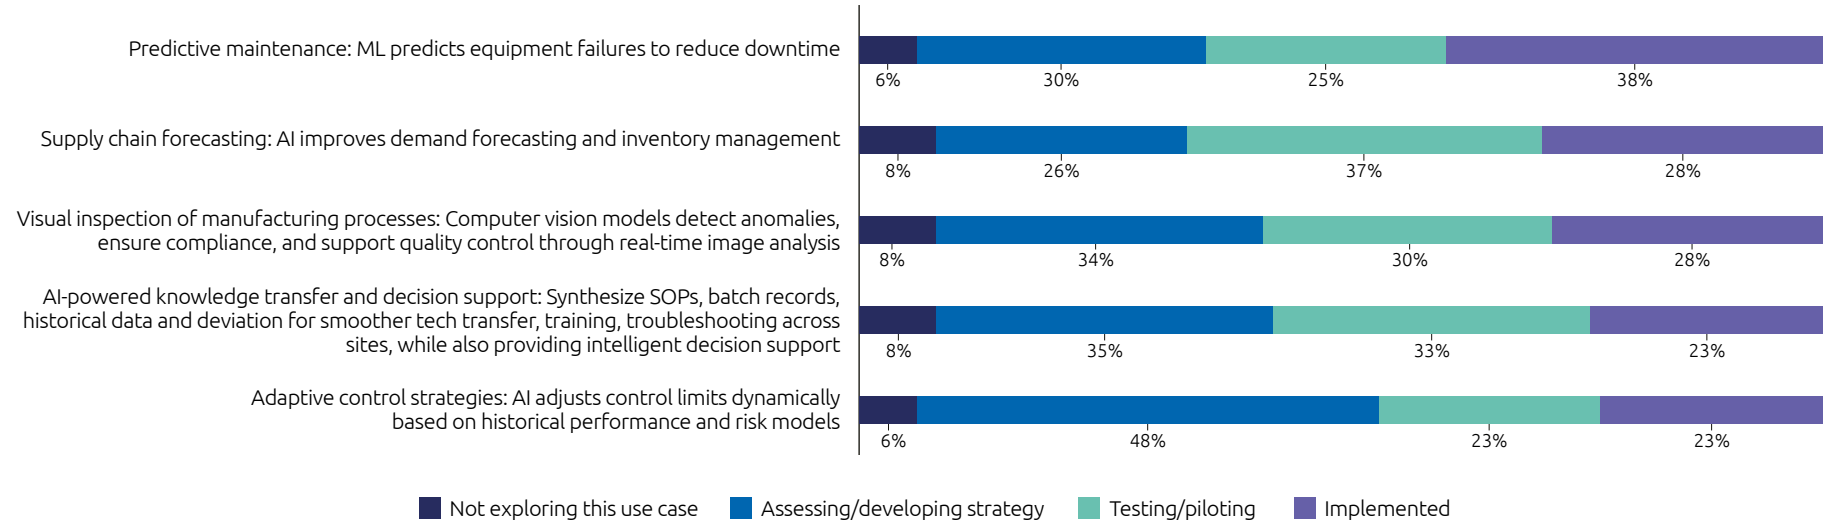 Predictive maintenance: ML predicts equipment failures to reduce downtime
6% 30% 25% 38%
Supply chain forecasting: AI improves demand forecasting and inventory management
8% 26% 37% 28%
Visual inspection of manufacturing processes: Computer vision models detect anomalies,
ensure compliance, and support quality control through real-time image analysis
8% 34% 30% 28%
AI-powered knowledge transfer and decision support: Synthesize SOPs, batch records,
historical data and deviation for smoother tech transfer, training, troubleshooting across
sites, while also providing intelligent decision support
8% 35% 33% 23%
Adaptive control strategies: AI adjusts control limits dynamically
based on historical performance and risk models
6% 48% 23% 23%
Not exploring this use case Assessing/developing strategy Testing/piloting Implemented